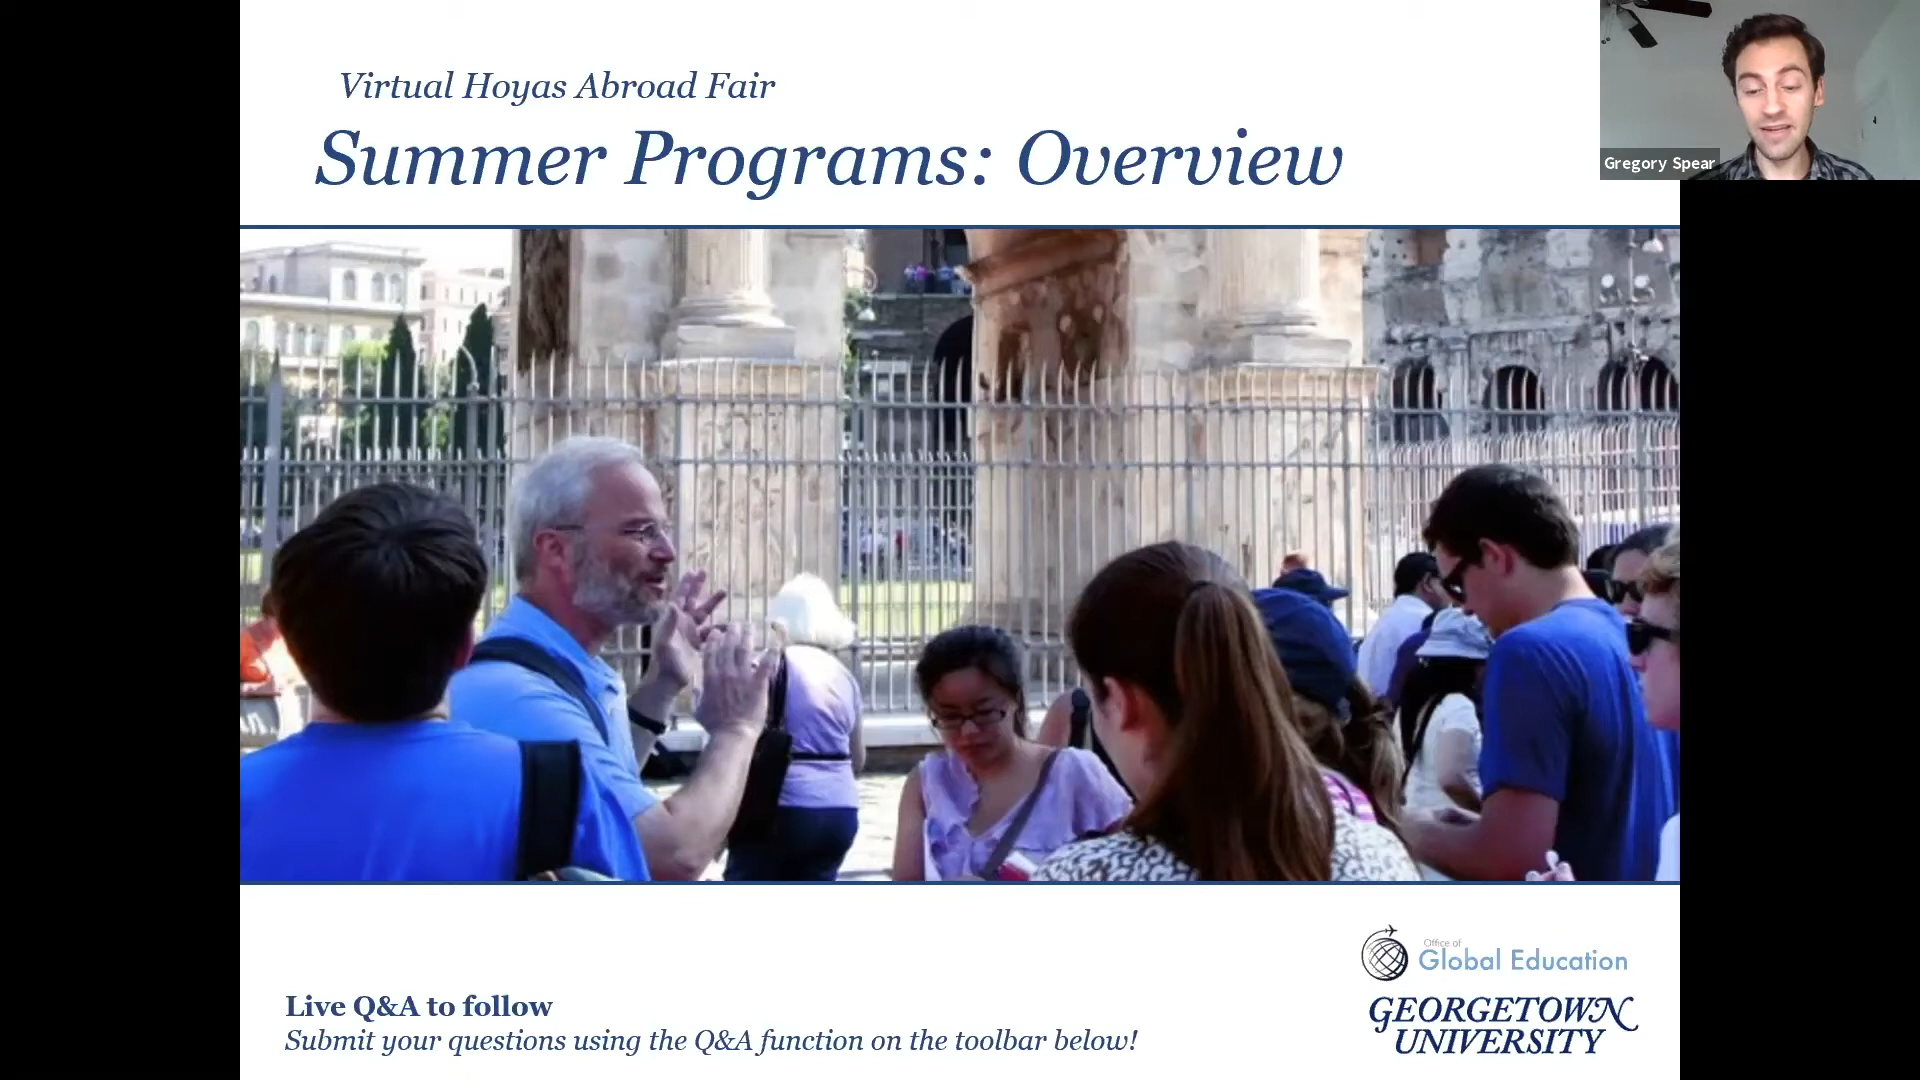 Virtual Hoyas Abroad Fair
Summer Programs: Overview
Gregory Spear
Office of
Global Education
GEORGETOWN
UNIVERSITY
Live Q&A to follow
Submit your questions using the Q&A function on the toolbar below!